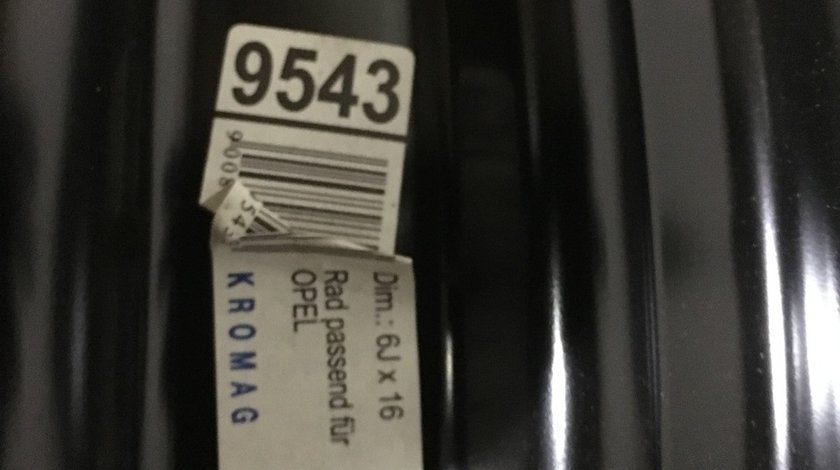 9543
Dim.: 6J x 16
Rad passend für
OPEL
KROMAG